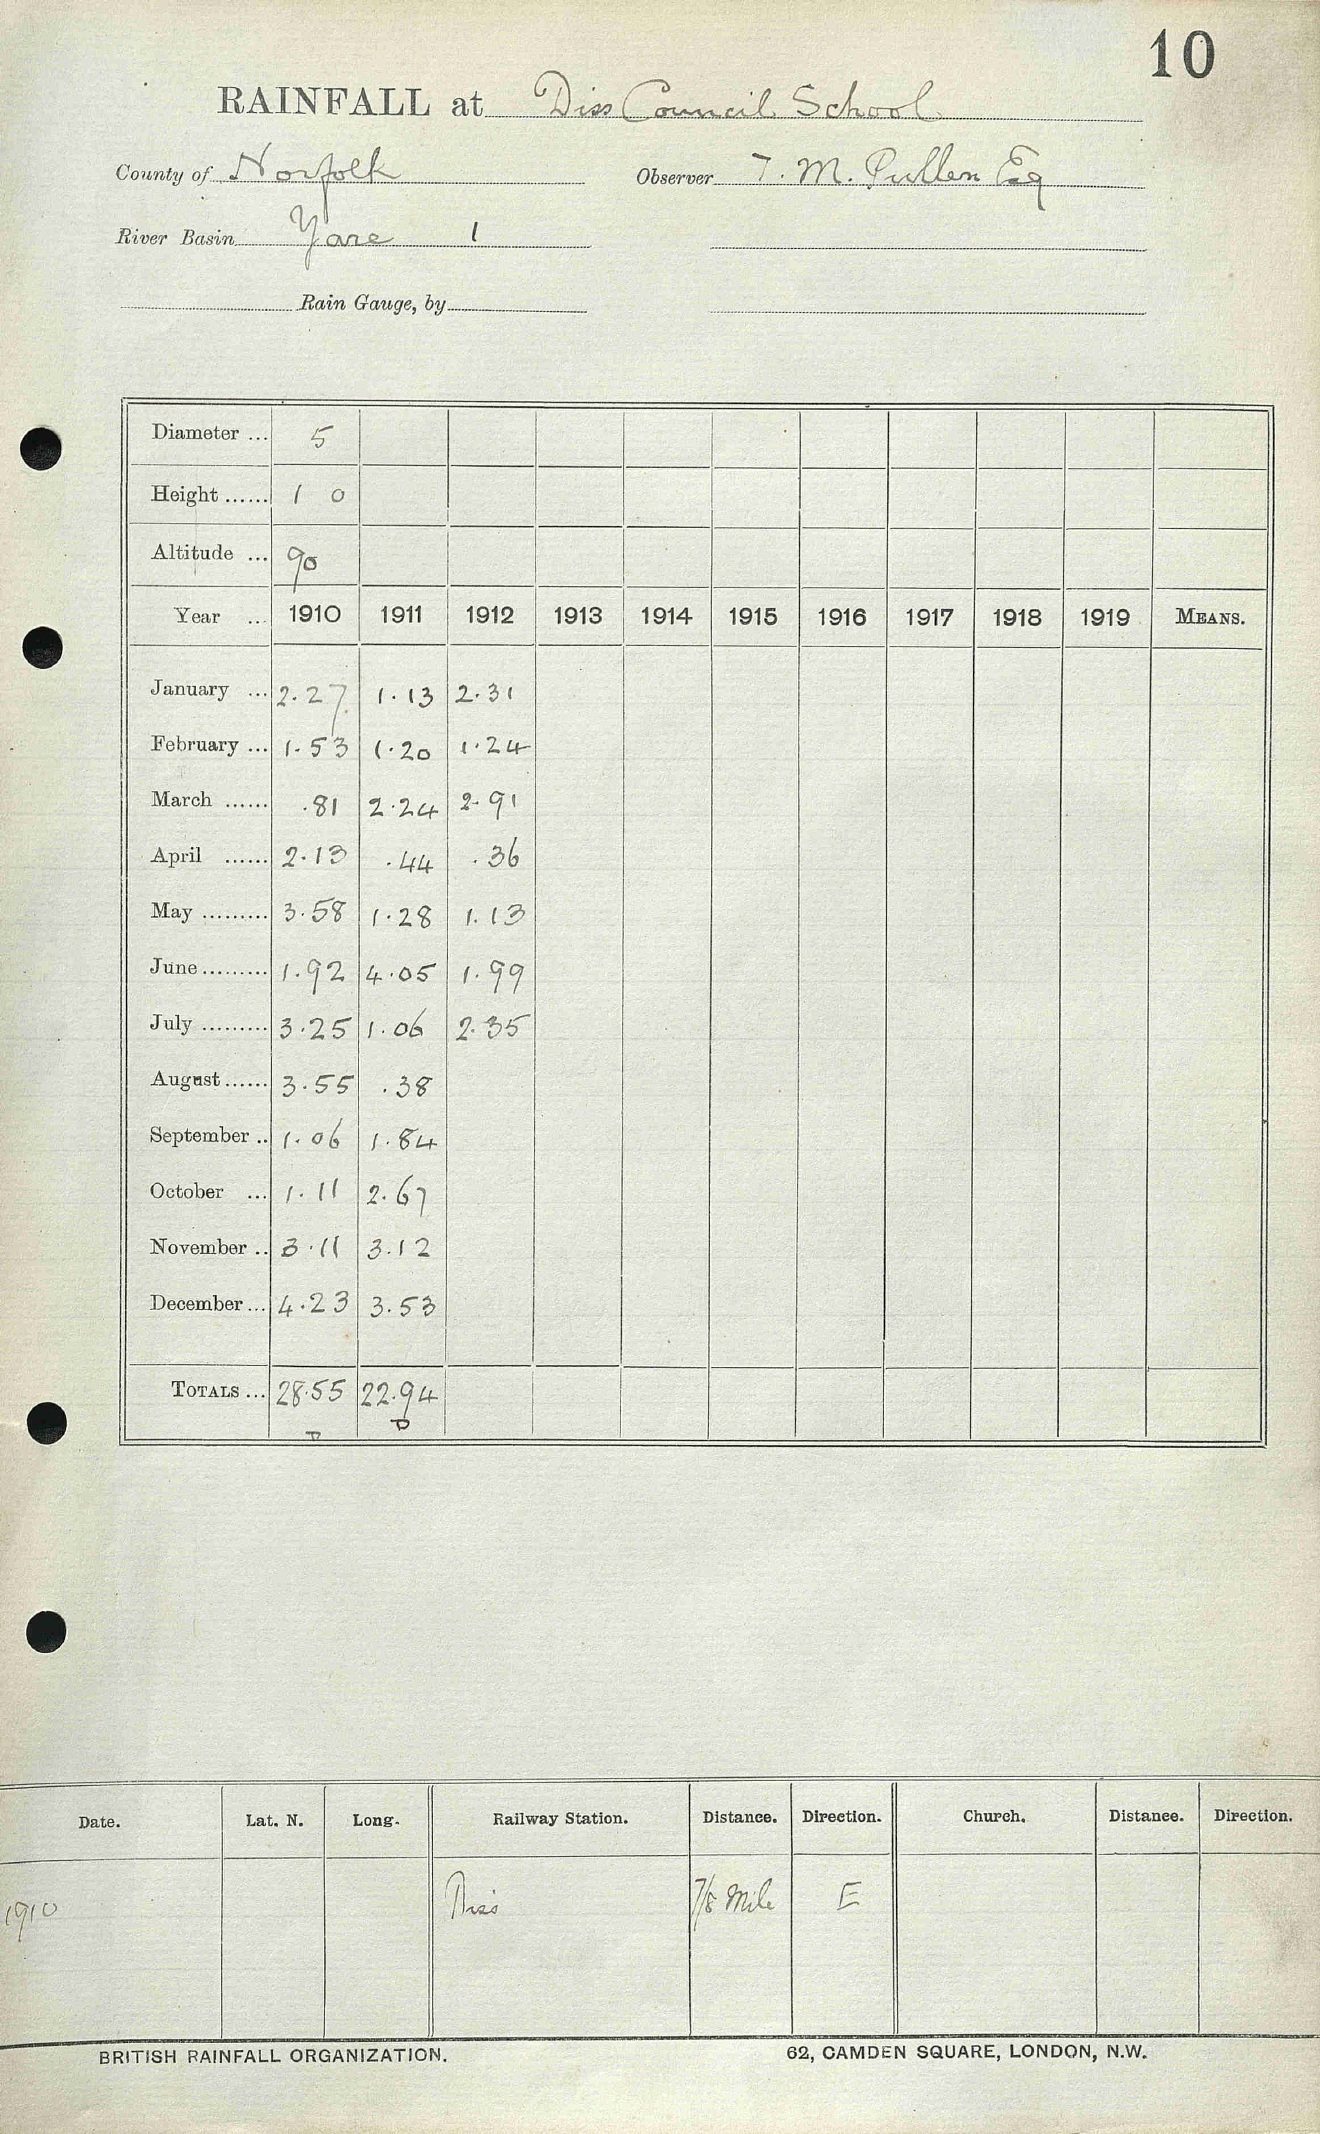 10
RAINFALL at Diss Council School
County of Norfolk Observer T. M. Pullen Esq
River Basin Yare 1
Rain Gauge, by
Diameter ... 5
Height ...... 1 0
Altitude ... 90
Year ... 1910 1911 1912 1913 1914 1915 1916 1917 1918 1919 MEANS.
January ... 2.27 1.13 2.31
February ... 1.53 1.20 1.24
March ...... .81 2.24 2.91
April ...... 2.13 .44 .36
May ......... 3.58 1.28 1.13
June ......... 1.92 4.05 1.99
July ......... 3.25 1.06 2.35
August ...... 3.55 .38
September .. 1.06 1.84
October ... 1.11 2.67
November .. 3.11 3.12
December ... 4.23 3.53
TOTALS ... 28.55 22.94
Date. Lat. N. Long. Railway Station. Distance. Direction. Church. Distance. Direction.
1910 Diss 7/8 Mile E
BRITISH RAINFALL ORGANIZATION. 62, CAMDEN SQUARE, LONDON, N.W.